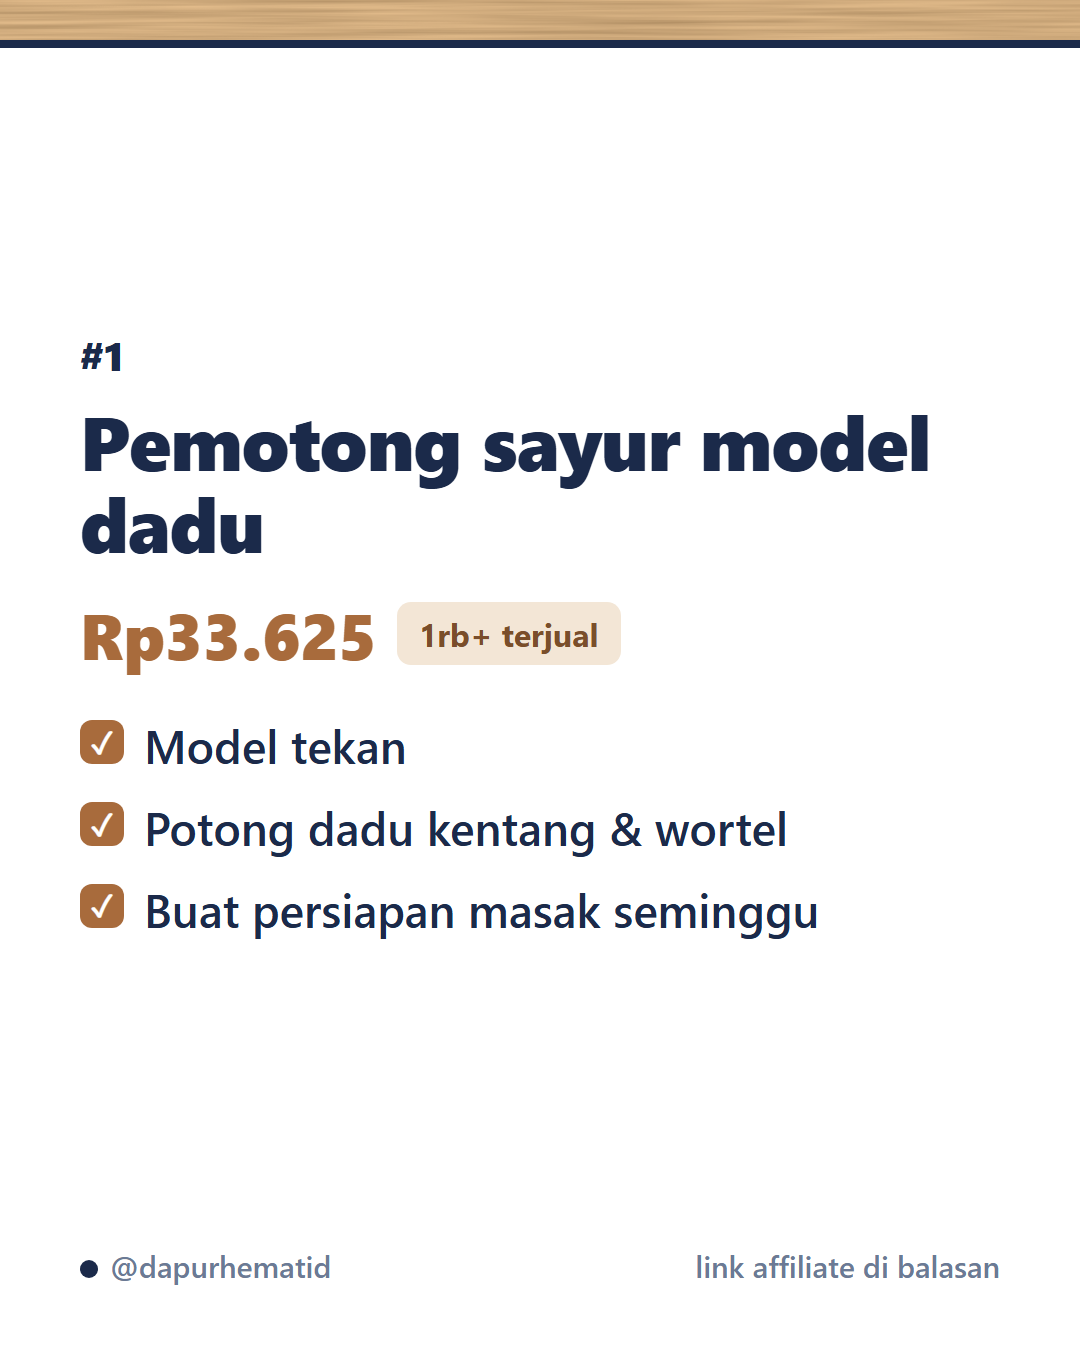 #1
Pemotong sayur model
dadu
Rp33.625 1rb+ terjual
Model tekan
Potong dadu kentang & wortel
Buat persiapan masak seminggu
@dapurhematid link affiliate di balasan